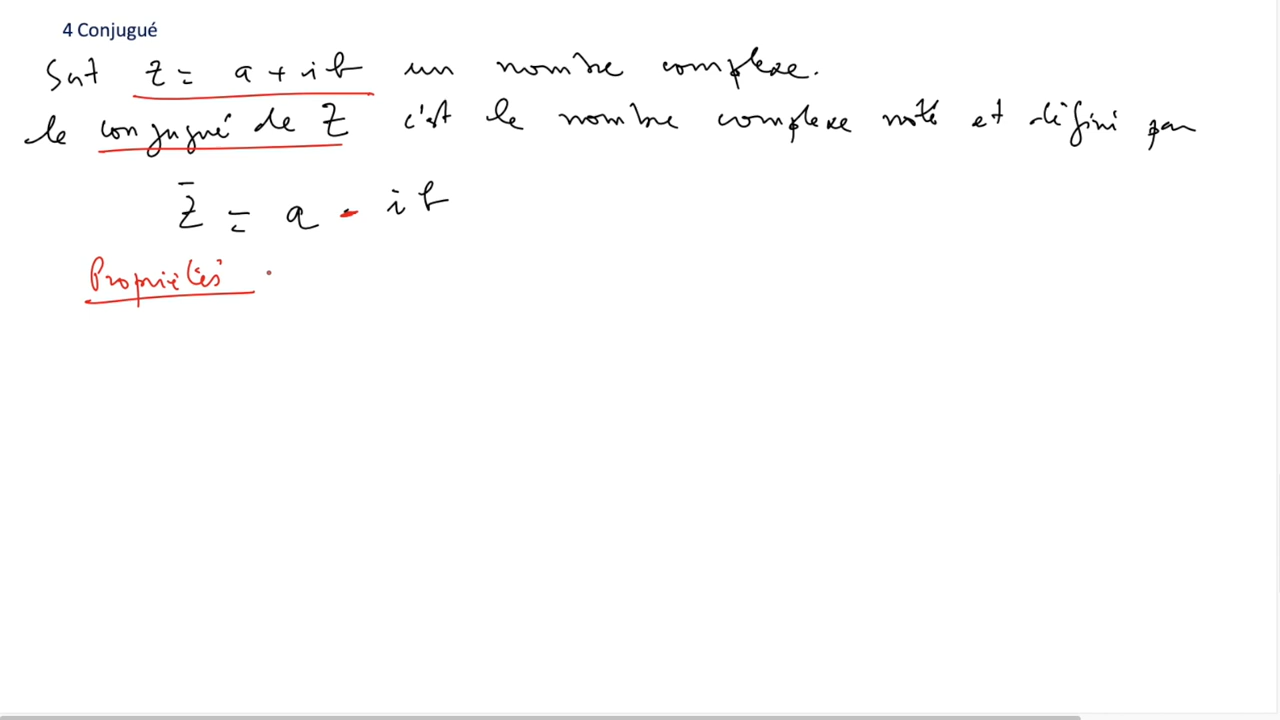 4 Conjugué
Soit z = a + ib un nombre complexe.
le conjugué de z c'est le nombre complexe noté et défini par
z̄ = a - ib
Propriétés :